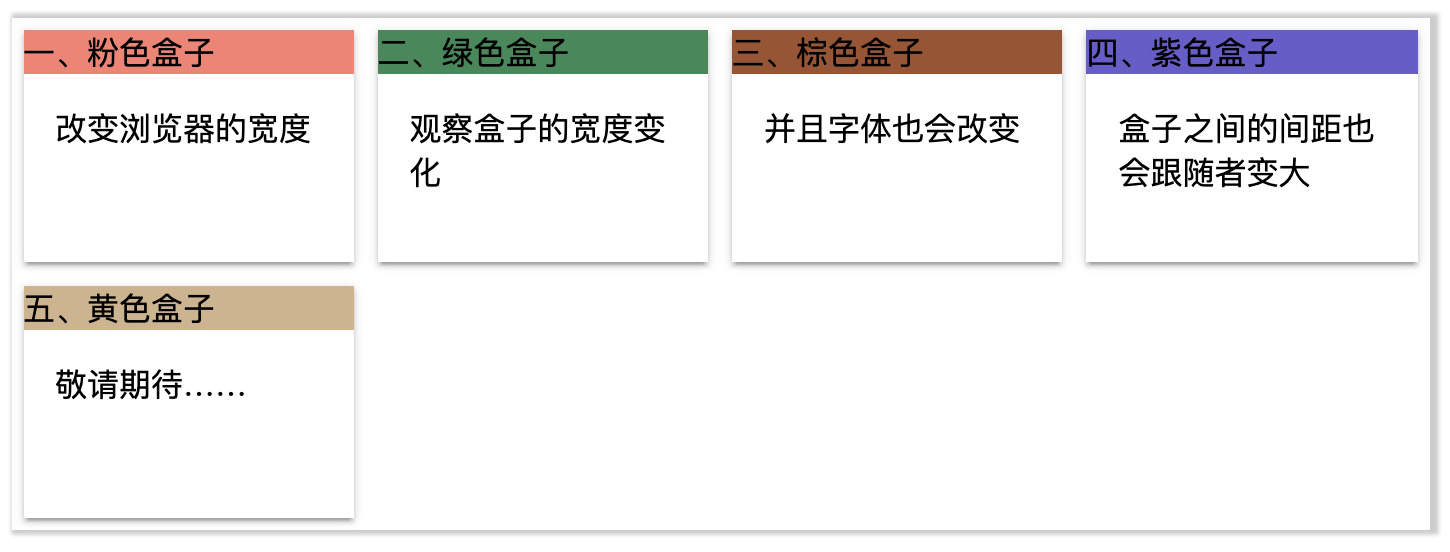 一、粉色盒子
改变浏览器的宽度
二、绿色盒子
观察盒子的宽度变
化
三、棕色盒子
并且字体也会改变
四、紫色盒子
盒子之间的间距也
会跟随者变大
五、黄色盒子
敬请期待……